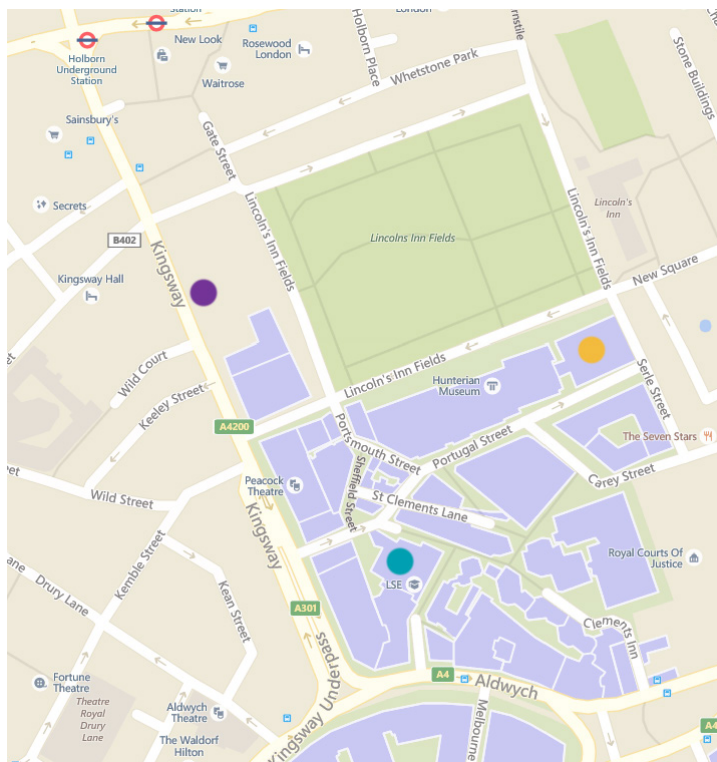 Station
London
rnstile
New Look
Rosewood
London
Holborn
Underground
Station
Holborn Place
Whetstone Park
Stone Buildings
Waitrose
Sainsbury's
Gate Street
Lincoln's Inn Fields
Lincoln's Inn Fields
Lincoln's
Inn
Secrets
Lincolns Inn Fields
B402
Kingsway
New Square
Kingsway Hall
Wild Court
Lincoln's Inn Fields
Hunterian
Museum
Serle Street
Keeley Street
A4200
Portsmouth Street
Portugal Street
The Seven Stars
Carey Street
Peacock
Theatre
Sheffield Street
St Clements Lane
Wild Street
Kingsway
Kemble Street
Royal Courts Of
Justice
LSE
Drury Lane
Kean Street
A301
Clements Inn
Kingsway Underpass
A4
Aldwych
Fortune
Theatre
Theatre
Royal
Drury
Lane
Aldwych
Theatre
The Waldorf
Hilton
Melbourne
A4